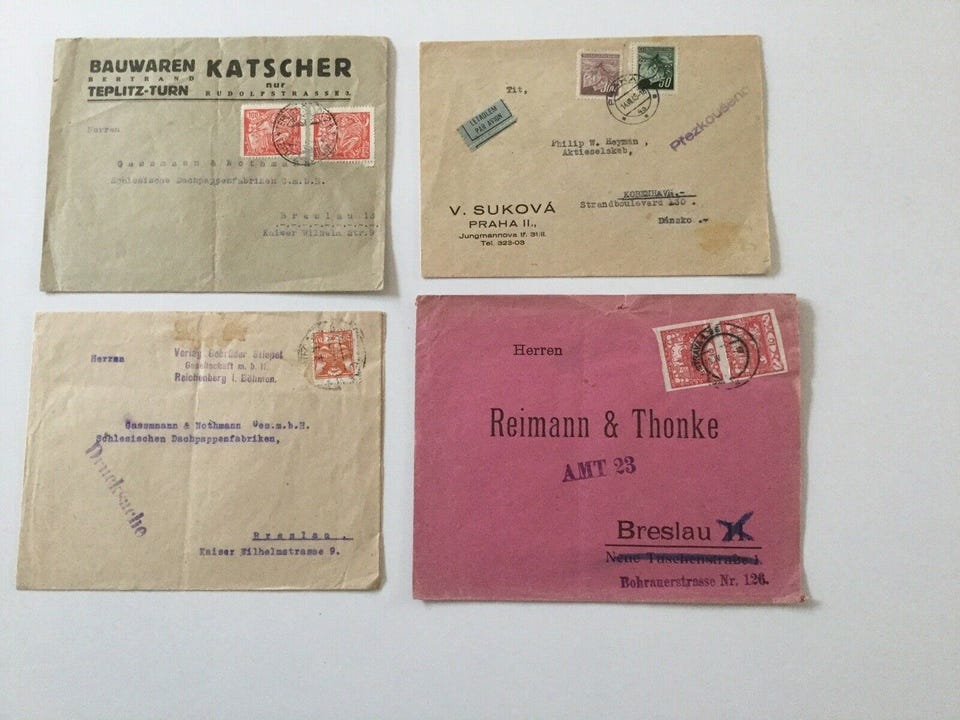 BAUWAREN KATSCHER
BERTRAND nur
TEPLITZ-TURN RUDOLFSTRASSE 3.
Herren
Gassmann & Nothmann
Schlesische Dachpappenfabriken G.m.b.H.
Breslau 13
Kaiser Wilhelm Str.9
Tit,
LETADLEM
PAR AVION
Přezkoušeno
Philip W. Heyman ,
Aktieselskab,
KOBENHAVN.-
Strandboulevard 130 .
Dánsko
V. SUKOVÁ
PRAHA II.,
Jungmannova tř. 31/II.
Tel. 323-03
Herren
Verlag Gebrüder Stiepel
Gesellschaft m. b. H.
Reichenberg i. Böhmen.
Gassmann & Nothmann Ges.m.b.H.
Schlesischen Dachpappenfabriken,
Drucksache
Breslau.
Kaiser Wilhelmstrasse 9.
Herren
Reimann & Thonke
AMT 23
Breslau
Neue Taschenstraße 1.
Bohrauerstrasse Nr. 126.